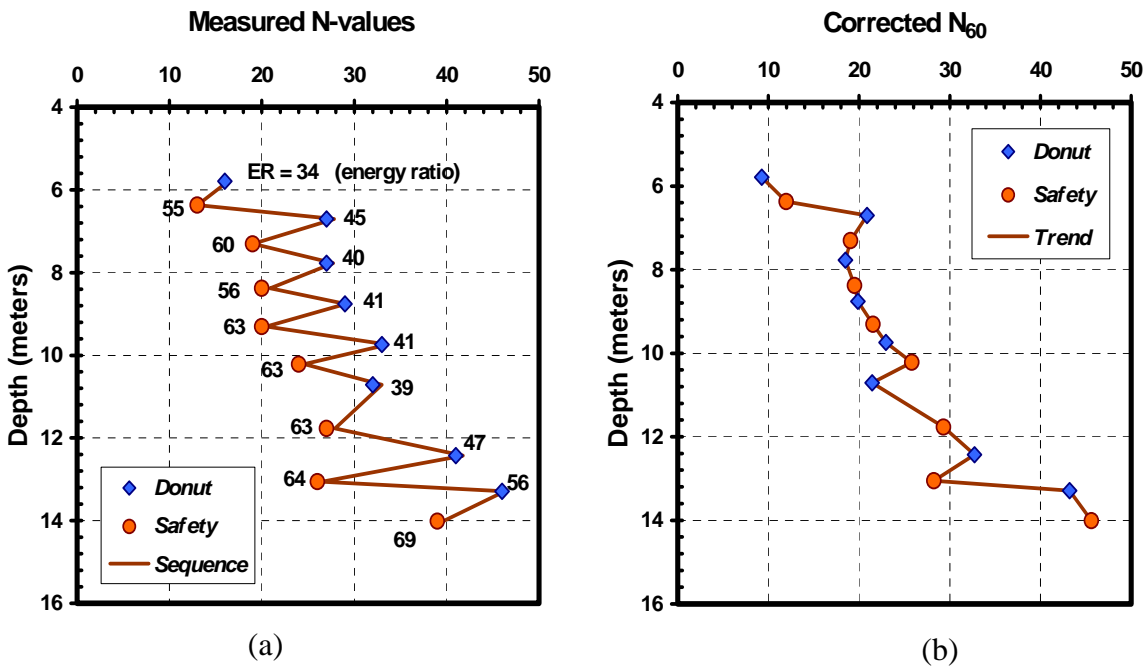 Measured N-values
0 10 20 30 40 50
4
6
8
10
12
14
16
Depth (meters)
ER = 34 (energy ratio)
55
45
60
40
56
41
63
41
63
39
63
47
64
56
69
Donut
Safety
Sequence
(a)
Corrected N₆₀
0 10 20 30 40 50
4
6
8
10
12
14
16
Depth (meters)
Donut
Safety
Trend
(b)